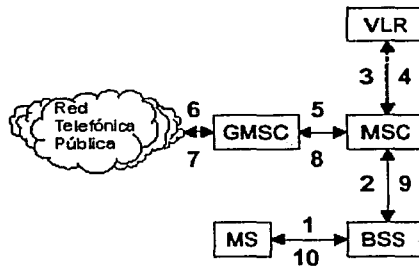 VLR
3 4
Red
Telefónica
Pública
6
7
GMSC
5
8
MSC
2 9
MS
1
10
BSS